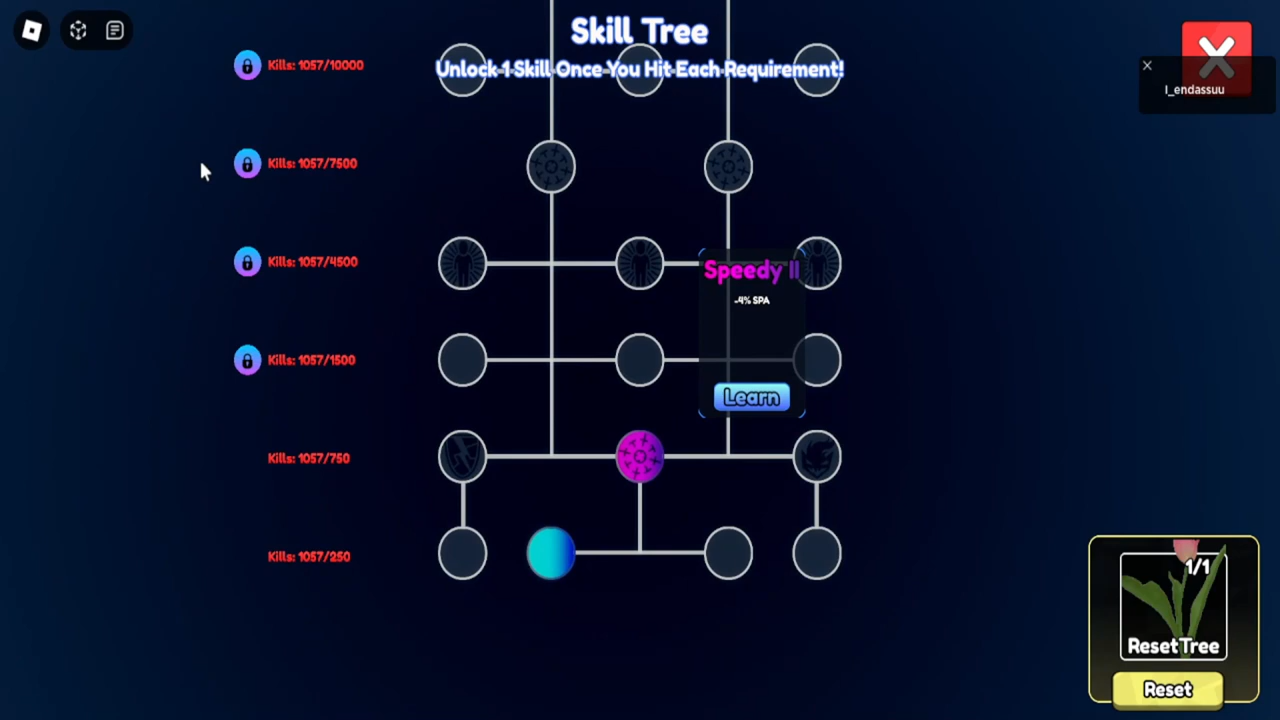 Skill Tree
Unlock 1 Skill Once You Hit Each Requirement!
Kills: 1057/10000
I_endassuu
Kills: 1057/7500
Kills: 1057/4500
Speedy II
-4% SPA
Kills: 1057/1500
Learn
Kills: 1057/750
Kills: 1057/250
1/1
Reset Tree
Reset